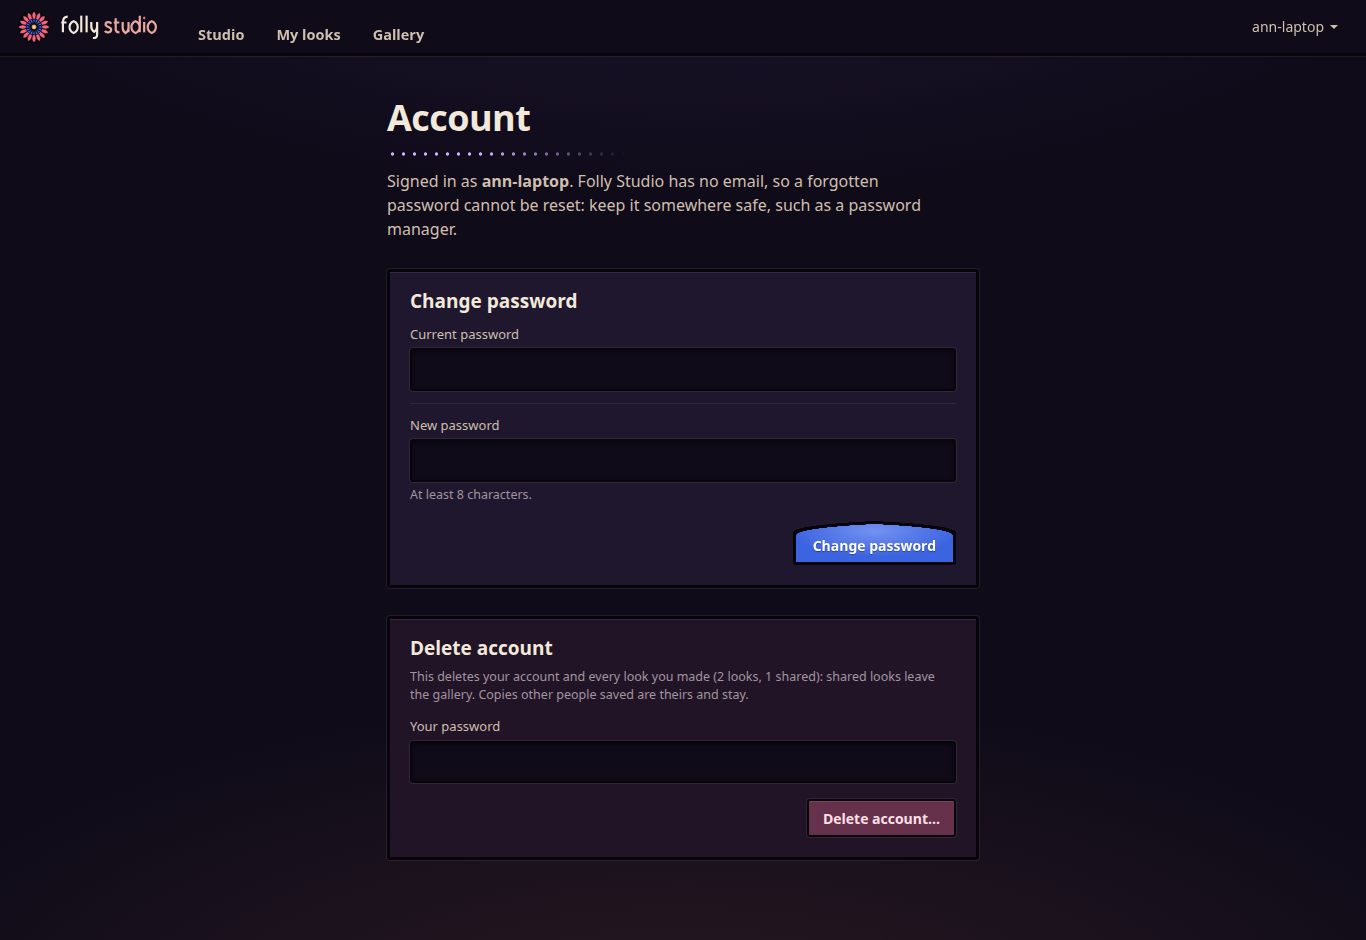 folly studio
Studio
My looks
Gallery
ann-laptop
Account
Signed in as ann-laptop. Folly Studio has no email, so a forgotten
password cannot be reset: keep it somewhere safe, such as a password
manager.
Change password
Current password
New password
At least 8 characters.
Change password
Delete account
This deletes your account and every look you made (2 looks, 1 shared): shared looks leave
the gallery. Copies other people saved are theirs and stay.
Your password
Delete account...